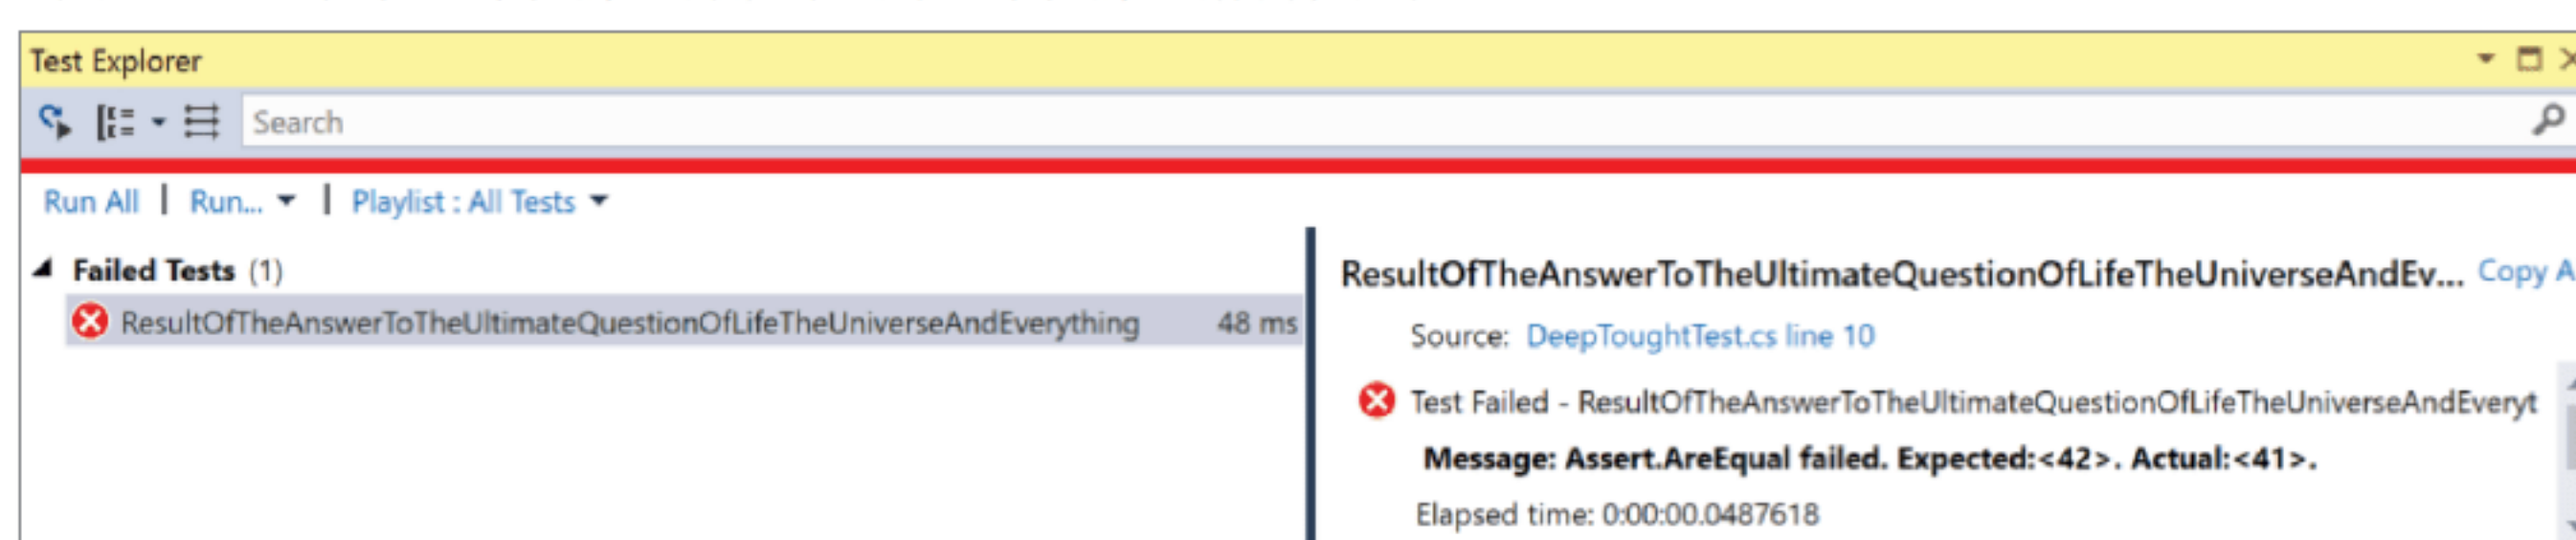 Test Explorer
Search
Run All | Run... | Playlist : All Tests
Failed Tests (1)
ResultOfTheAnswerToTheUltimateQuestionOfLifeTheUniverseAndEverything 48 ms
ResultOfTheAnswerToTheUltimateQuestionOfLifeTheUniverseAndEv... Copy A
Source: DeepToughtTest.cs line 10
Test Failed - ResultOfTheAnswerToTheUltimateQuestionOfLifeTheUniverseAndEveryt
Message: Assert.AreEqual failed. Expected:<42>. Actual:<41>.
Elapsed time: 0:00:00.0487618